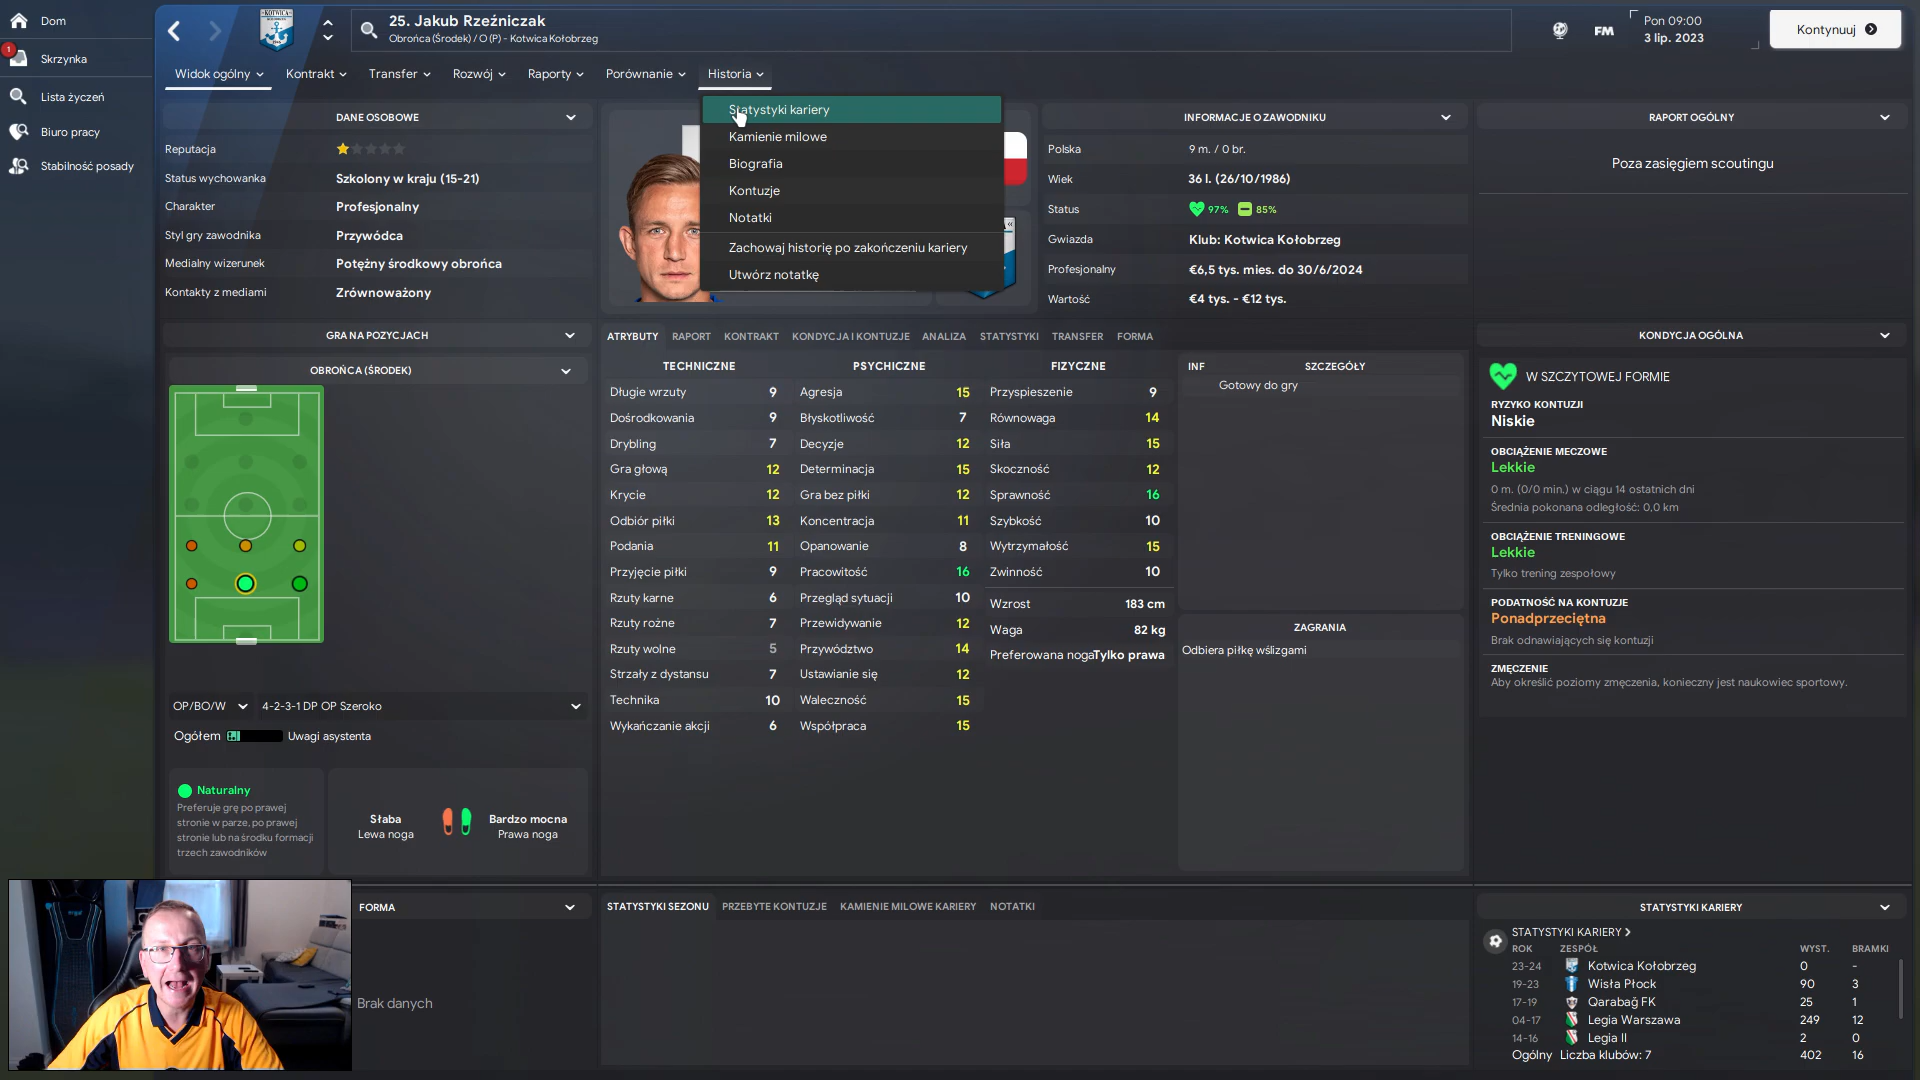 Dom
1
Skrzynka
Lista życzeń
Biuro pracy
Stabilność posady
KOTWICA
25. Jakub Rzeźniczak
Obrońca (Środek) / O (P) - Kotwica Kołobrzeg
FM
Pon 09:00
3 lip. 2023
Kontynuuj
Widok ogólny
Kontrakt
Transfer
Rozwój
Raporty
Porównanie
Historia
Statystyki kariery
Kamienie milowe
Biografia
Kontuzje
Notatki
Zachowaj historię po zakończeniu kariery
Utwórz notatkę
DANE OSOBOWE
Reputacja
Status wychowanka Szkolony w kraju (15-21)
Charakter Profesjonalny
Styl gry zawodnika Przywódca
Medialny wizerunek Potężny środkowy obrońca
Kontakty z mediami Zrównoważony
INFORMACJE O ZAWODNIKU
Polska 9 m. / 0 br.
Wiek 36 l. (26/10/1986)
Status 97% 85%
Gwiazda Klub: Kotwica Kołobrzeg
Profesjonalny €6,5 tys. mies. do 30/6/2024
Wartość €4 tys. - €12 tys.
RAPORT OGÓLNY
Poza zasięgiem scoutingu
GRA NA POZYCJACH
OBROŃCA (ŚRODEK)
OP/BO/W 4-2-3-1 DP OP Szeroko
Ogółem Uwagi asystenta
Naturalny
Preferuje grę po prawej
stronie w parze, po prawej
stronie lub na środku formacji
trzech zawodników
Słaba
Lewa noga
Bardzo mocna
Prawa noga
ATRYBUTY RAPORT KONTRAKT KONDYCJA I KONTUZJE ANALIZA STATYSTYKI TRANSFER FORMA
TECHNICZNE
Długie wrzuty 9
Dośrodkowania 9
Drybling 7
Gra głową 12
Krycie 12
Odbiór piłki 13
Podania 11
Przyjęcie piłki 9
Rzuty karne 6
Rzuty rożne 7
Rzuty wolne 5
Strzały z dystansu 7
Technika 10
Wykańczanie akcji 6
PSYCHICZNE
Agresja 15
Błyskotliwość 7
Decyzje 12
Determinacja 15
Gra bez piłki 12
Koncentracja 11
Opanowanie 8
Pracowitość 16
Przegląd sytuacji 10
Przewidywanie 12
Przywództwo 14
Ustawianie się 12
Waleczność 15
Współpraca 15
FIZYCZNE
Przyspieszenie 9
Równowaga 14
Siła 15
Skoczność 12
Sprawność 16
Szybkość 10
Wytrzymałość 15
Zwinność 10
Wzrost 183 cm
Waga 82 kg
Preferowana noga Tylko prawa
INF SZCZEGÓŁY
Gotowy do gry
ZAGRANIA
Odbiera piłkę wślizgami
KONDYCJA OGÓLNA
W SZCZYTOWEJ FORMIE
RYZYKO KONTUZJI
Niskie
OBCIĄŻENIE MECZOWE
Lekkie
0 m. (0/0 min.) w ciągu 14 ostatnich dni
Średnia pokonana odległość: 0,0 km
OBCIĄŻENIE TRENINGOWE
Lekkie
Tylko trening zespołowy
PODATNOŚĆ NA KONTUZJE
Ponadprzeciętna
Brak odnawiających się kontuzji
ZMĘCZENIE
Aby określić poziomy zmęczenia, konieczny jest naukowiec sportowy.
FORMA
Brak danych
STATYSTYKI SEZONU PRZEBYTE KONTUZJE KAMIENIE MILOWE KARIERY NOTATKI
STATYSTYKI KARIERY
STATYSTYKI KARIERY
ROK ZESPÓŁ WYST. BRAMKI
23-24 Kotwica Kołobrzeg 0 -
19-23 Wisła Płock 90 3
17-19 Qarabağ FK 25 1
04-17 Legia Warszawa 249 12
14-16 Legia II 2 0
Ogólny Liczba klubów: 7 402 16